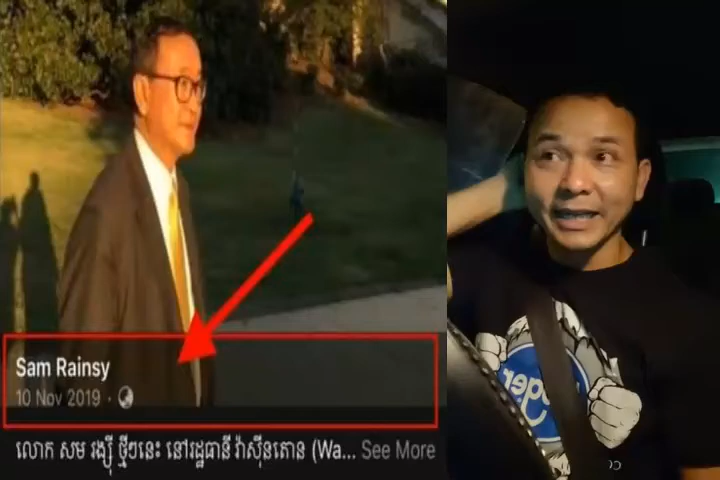 Sam Rainsy
10 Nov 2019 ·
លោក សម រង្ស៊ី ថ្មីៗនេះ នៅរដ្ឋធានី វ៉ាស៊ីនតោន (Wa... See More